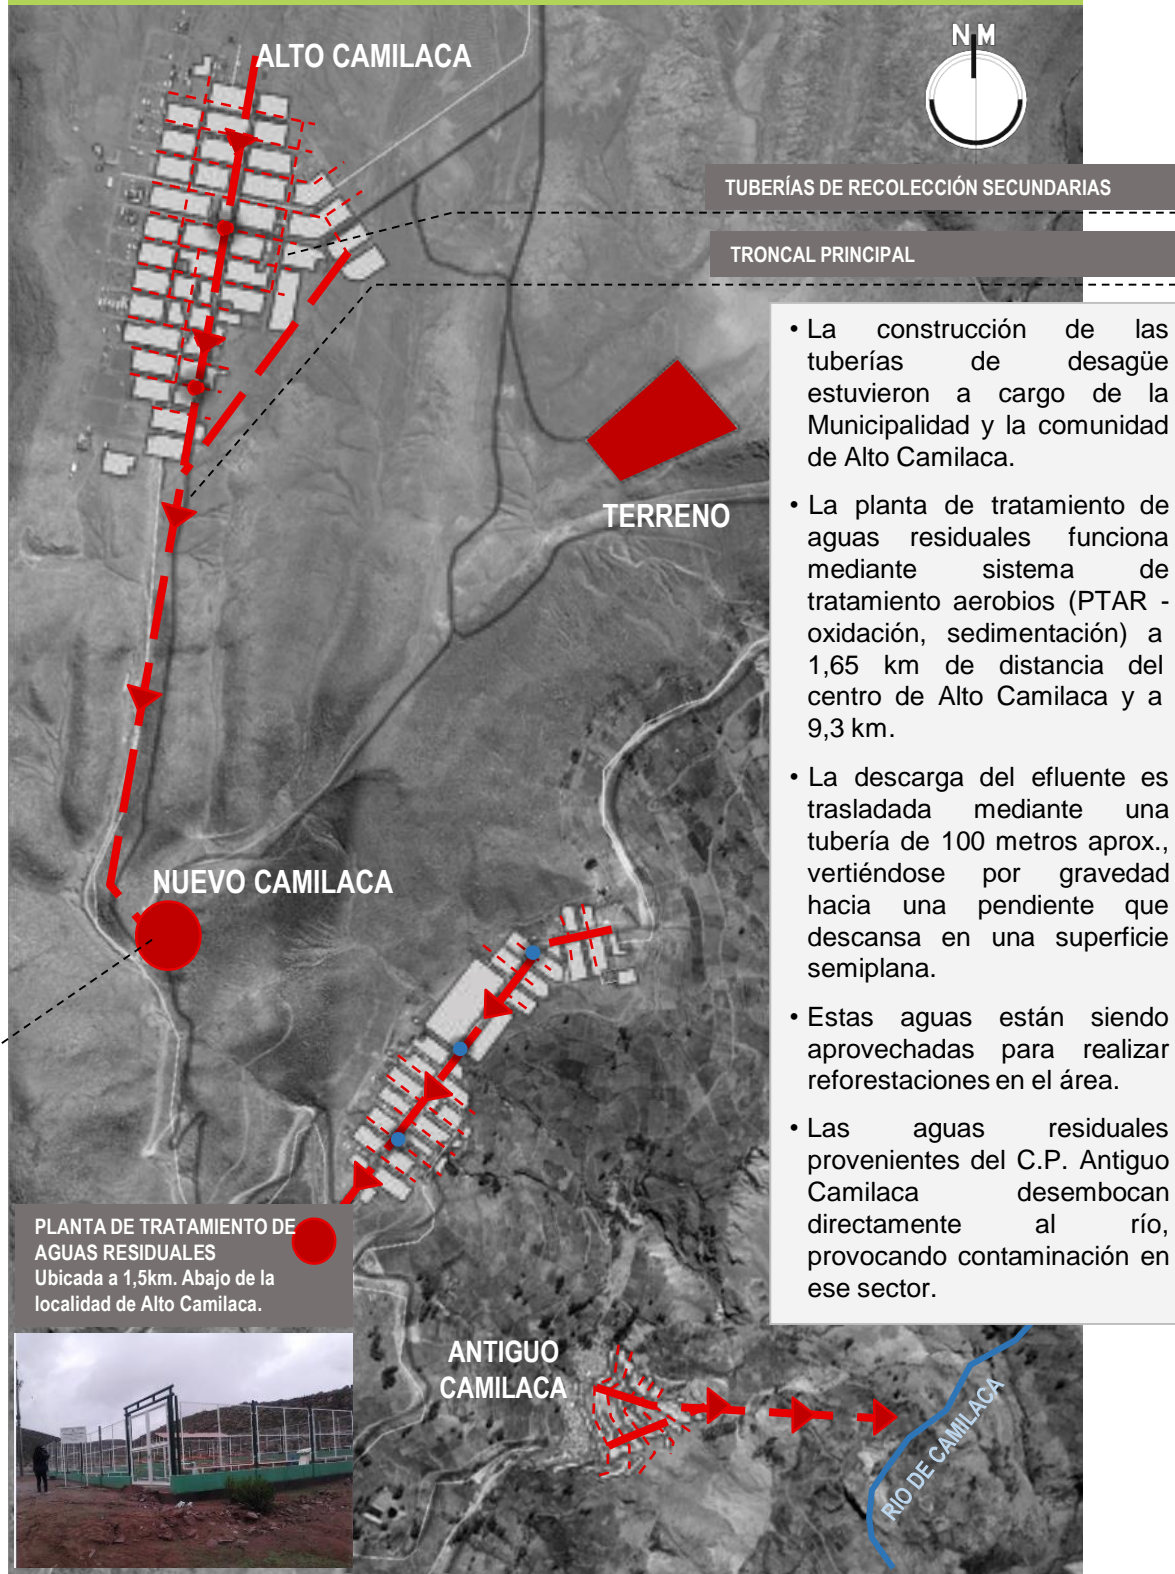 ALTO CAMILACA
N M
TUBERÍAS DE RECOLECCIÓN SECUNDARIAS
TRONCAL PRINCIPAL
• La construcción de las
tuberías de desagüe
estuvieron a cargo de la
Municipalidad y la comunidad
de Alto Camilaca.
• La planta de tratamiento de
aguas residuales funciona
mediante sistema de
tratamiento aerobios (PTAR -
oxidación, sedimentación) a
1,65 km de distancia del
centro de Alto Camilaca y a
9,3 km.
• La descarga del efluente es
trasladada mediante una
tubería de 100 metros aprox.,
vertiéndose por gravedad
hacia una pendiente que
descansa en una superficie
semiplana.
• Estas aguas están siendo
aprovechadas para realizar
reforestaciones en el área.
• Las aguas residuales
provenientes del C.P. Antiguo
Camilaca desembocan
directamente al río,
provocando contaminación en
ese sector.
TERRENO
NUEVO CAMILACA
PLANTA DE TRATAMIENTO DE
AGUAS RESIDUALES
Ubicada a 1,5km. Abajo de la
localidad de Alto Camilaca.
ANTIGUO
CAMILACA
RIO DE CAMILACA